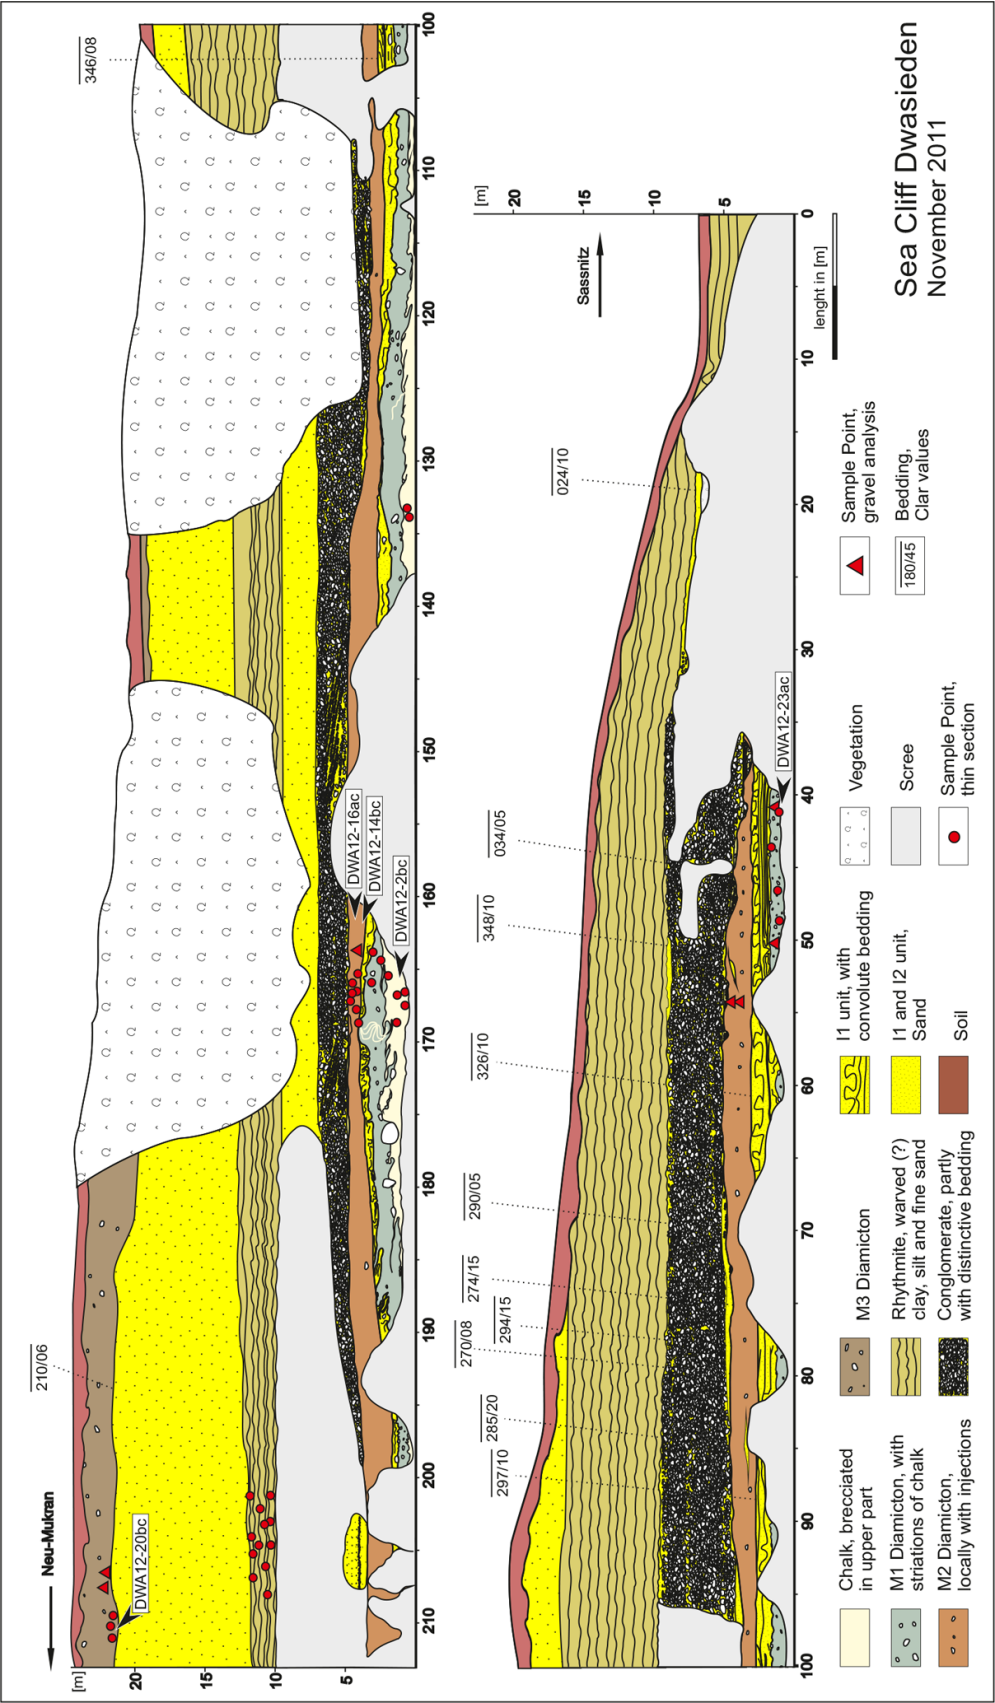 Neu-Mukran
[m]
20
15
10
5
210/06
346/08
DWA12-20bc
DWA12-16ac
DWA12-14bc
DWA12-2bc
210
200
190
180
170
160
150
140
130
120
110
100
Sassnitz
[m]
20
15
10
5
297/10
285/20
270/08
294/15
274/15
290/05
326/10
348/10
034/05
024/10
DWA12-23ac
100
90
80
70
60
50
40
30
20
10
0
lenght in [m]
Chalk, brecciated
in upper part
M1 Diamicton, with
striations of chalk
M2 Diamicton,
locally with injections
M3 Diamicton
Rhythmite, warved (?)
clay, silt and fine sand
Conglomerate, partly
with distinctive bedding
I1 unit, with
convolute bedding
I1 and I2 unit,
Sand
Soil
Vegetation
Scree
Sample Point,
thin section
Sample Point,
gravel analysis
180/45
Bedding,
Clar values
Sea Cliff Dwasieden
November 2011